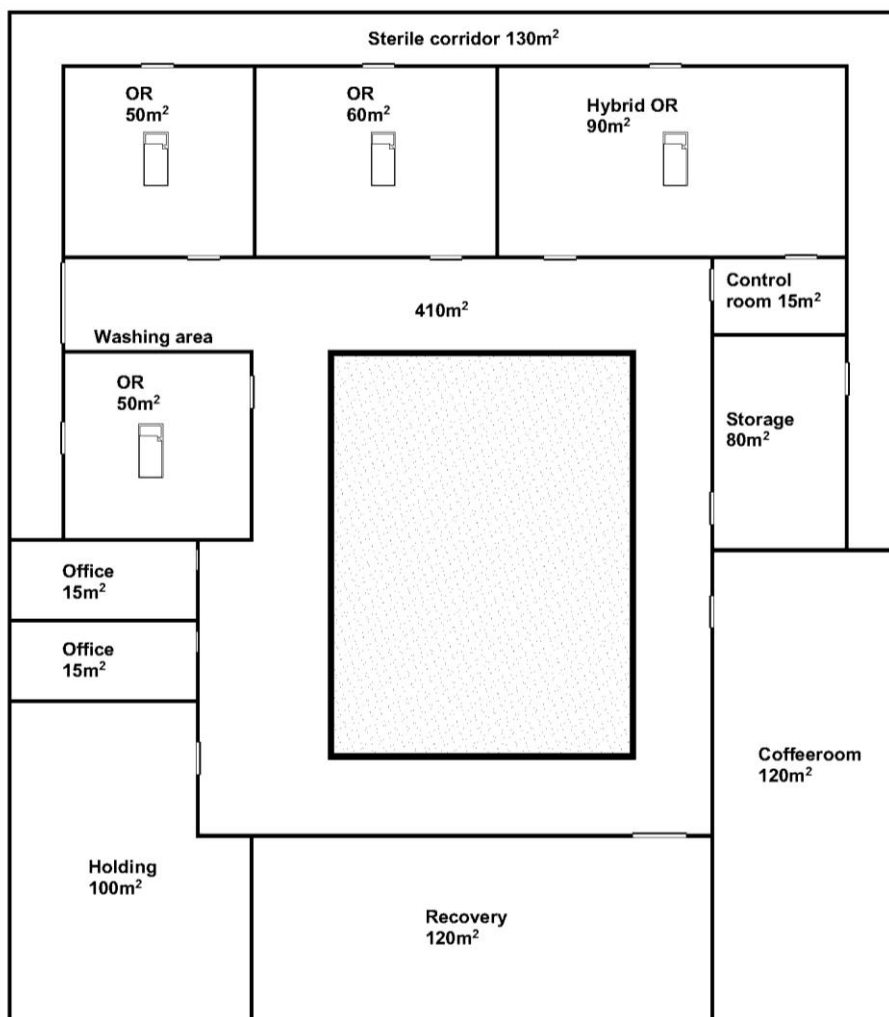 Sterile corridor 130m²
OR
50m²
OR
60m²
Hybrid OR
90m²
Control
room 15m²
410m²
Washing area
OR
50m²
Storage
80m²
Office
15m²
Office
15m²
Coffeeroom
120m²
Holding
100m²
Recovery
120m²